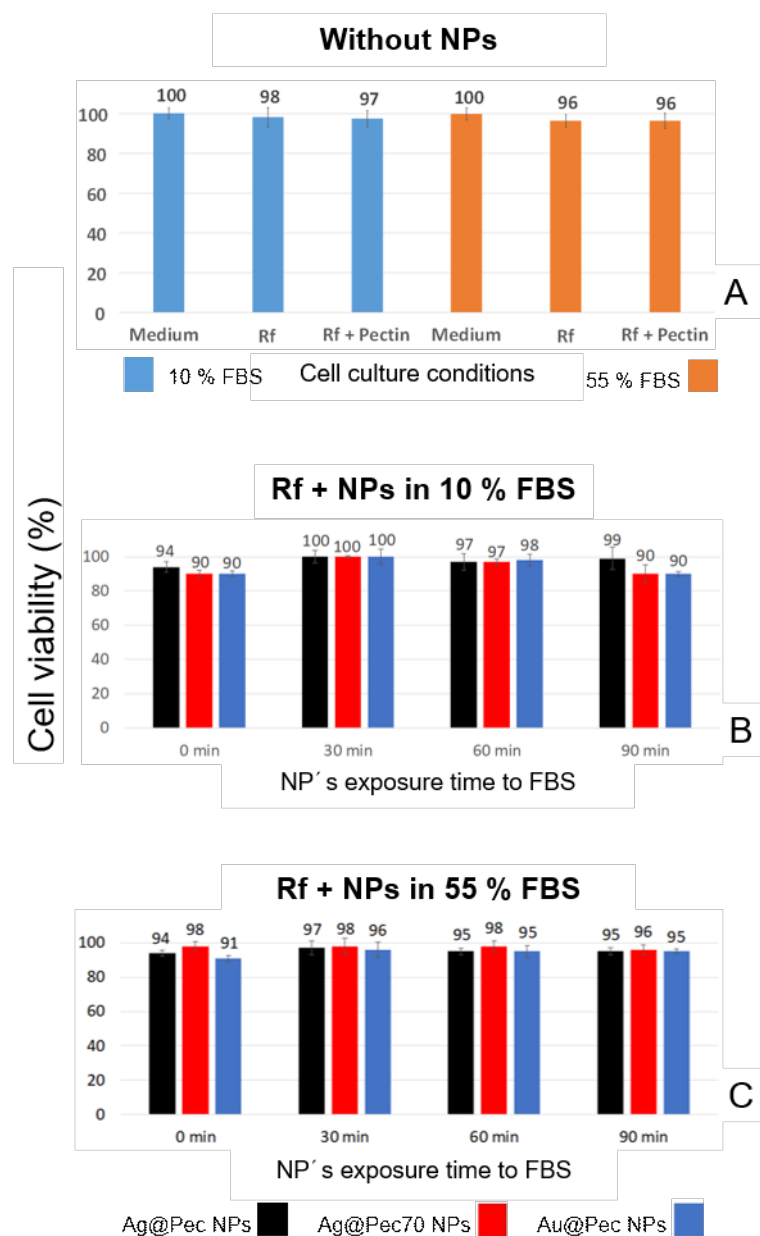 Without NPs
100 98 97 100 96 96
100
80
60
40
20
0
Medium Rf Rf + Pectin Medium Rf Rf + Pectin
A
10 % FBS Cell culture conditions 55 % FBS
Cell viability (%)
Rf + NPs in 10 % FBS
94 90 90 100 100 100 97 97 98 99 90 90
100
80
60
40
20
0
0 min 30 min 60 min 90 min
B
NP´s exposure time to FBS
Rf + NPs in 55 % FBS
94 98 91 97 98 96 95 98 95 95 96 95
100
80
60
40
20
0
0 min 30 min 60 min 90 min
C
NP´s exposure time to FBS
Ag@Pec NPs Ag@Pec70 NPs Au@Pec NPs